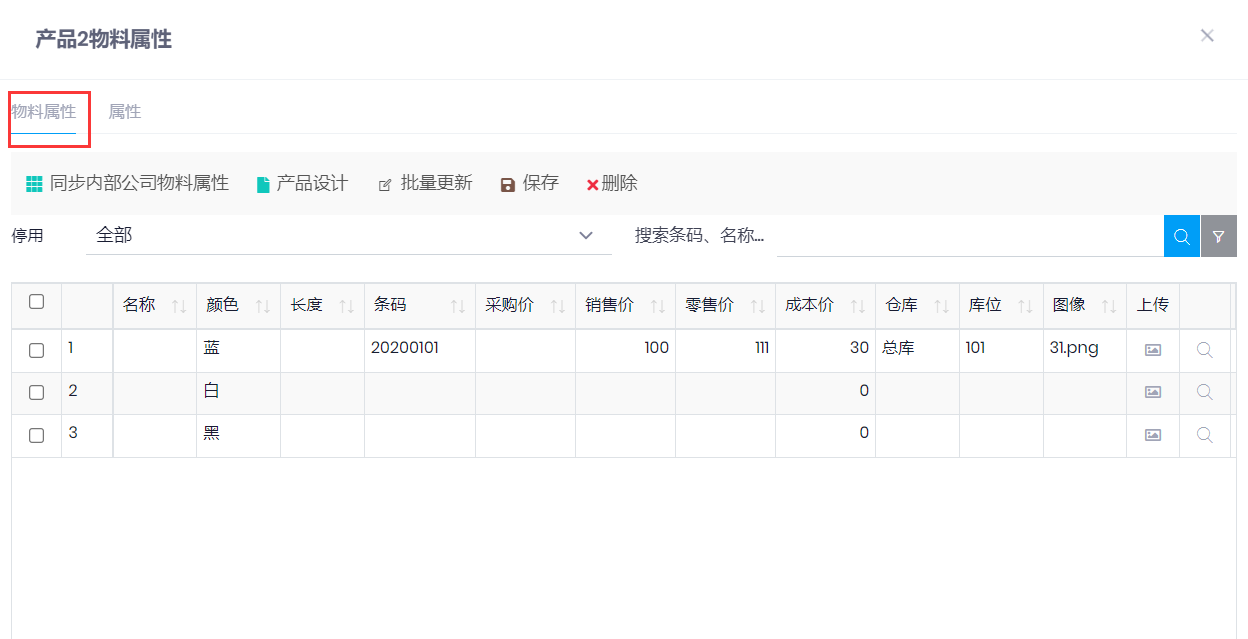 产品2物料属性
物料属性 属性
同步内部公司物料属性 产品设计 批量更新 保存 删除
停用 全部 搜索条码、名称...
名称 颜色 长度 条码 采购价 销售价 零售价 成本价 仓库 库位 图像 上传
1 蓝 20200101 100 111 30 总库 101 31.png
2 白 0
3 黑 0